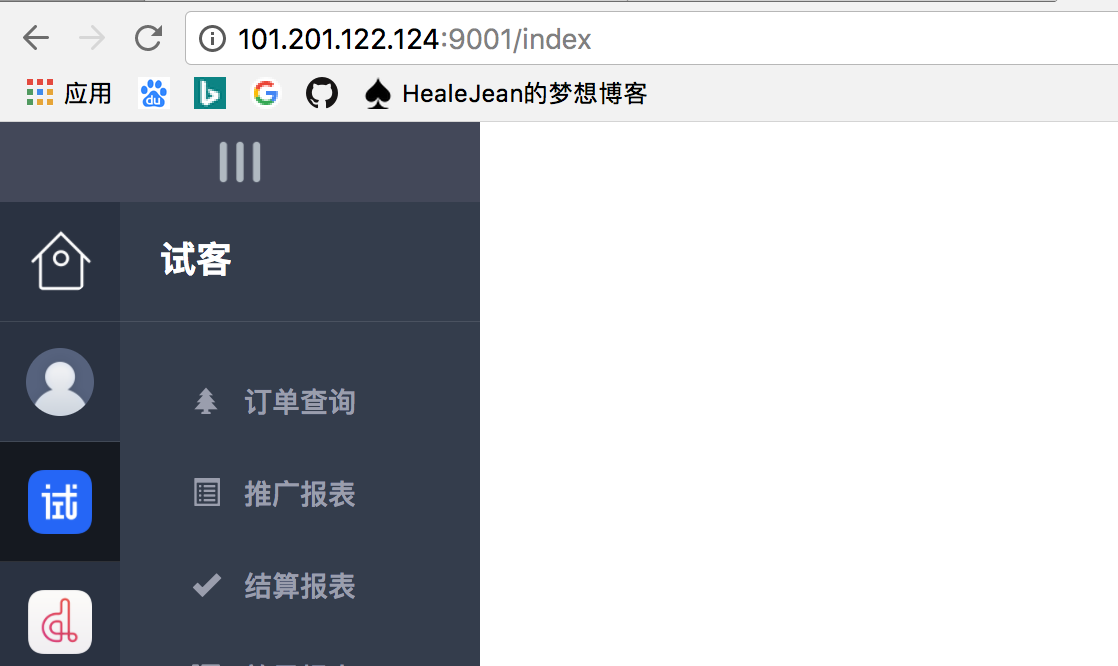 101.201.122.124:9001/index
应用 du HealeJean的梦想博客
试客
订单查询
试
推广报表
结算报表